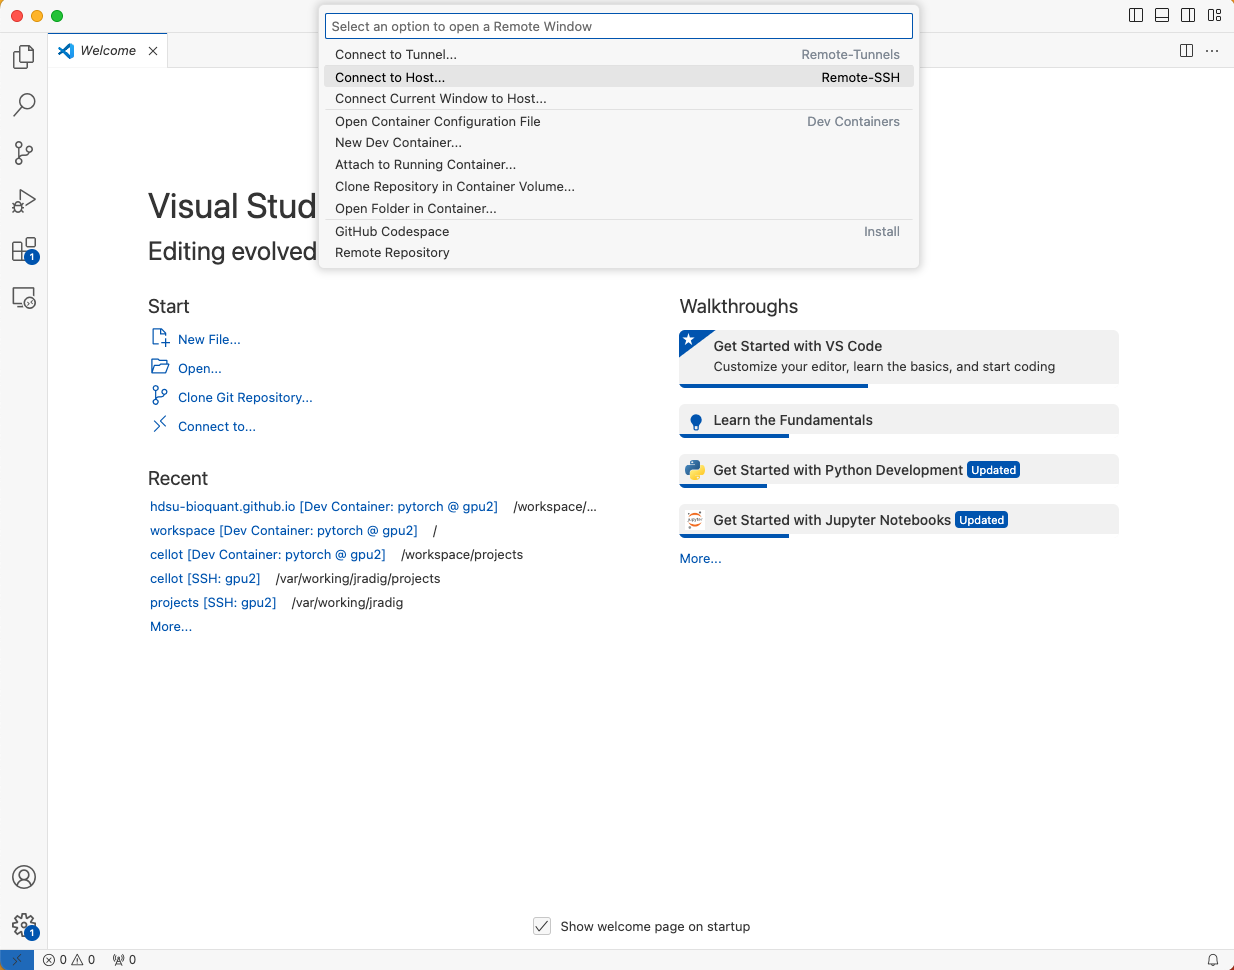 Select an option to open a Remote Window
Connect to Tunnel... Remote-Tunnels
Connect to Host... Remote-SSH
Connect Current Window to Host...
Open Container Configuration File Dev Containers
New Dev Container...
Attach to Running Container...
Clone Repository in Container Volume...
Open Folder in Container...
GitHub Codespace Install
Remote Repository
Welcome
Visual Stud
Editing evolved
Start
New File...
Open...
Clone Git Repository...
Connect to...
Recent
hdsu-bioquant.github.io [Dev Container: pytorch @ gpu2] /workspace/...
workspace [Dev Container: pytorch @ gpu2] /
cellot [Dev Container: pytorch @ gpu2] /workspace/projects
cellot [SSH: gpu2] /var/working/jradig/projects
projects [SSH: gpu2] /var/working/jradig
More...
Walkthroughs
Get Started with VS Code
Customize your editor, learn the basics, and start coding
Learn the Fundamentals
Get Started with Python Development Updated
jupyter Get Started with Jupyter Notebooks Updated
More...
1
1
Show welcome page on startup
0 0 0